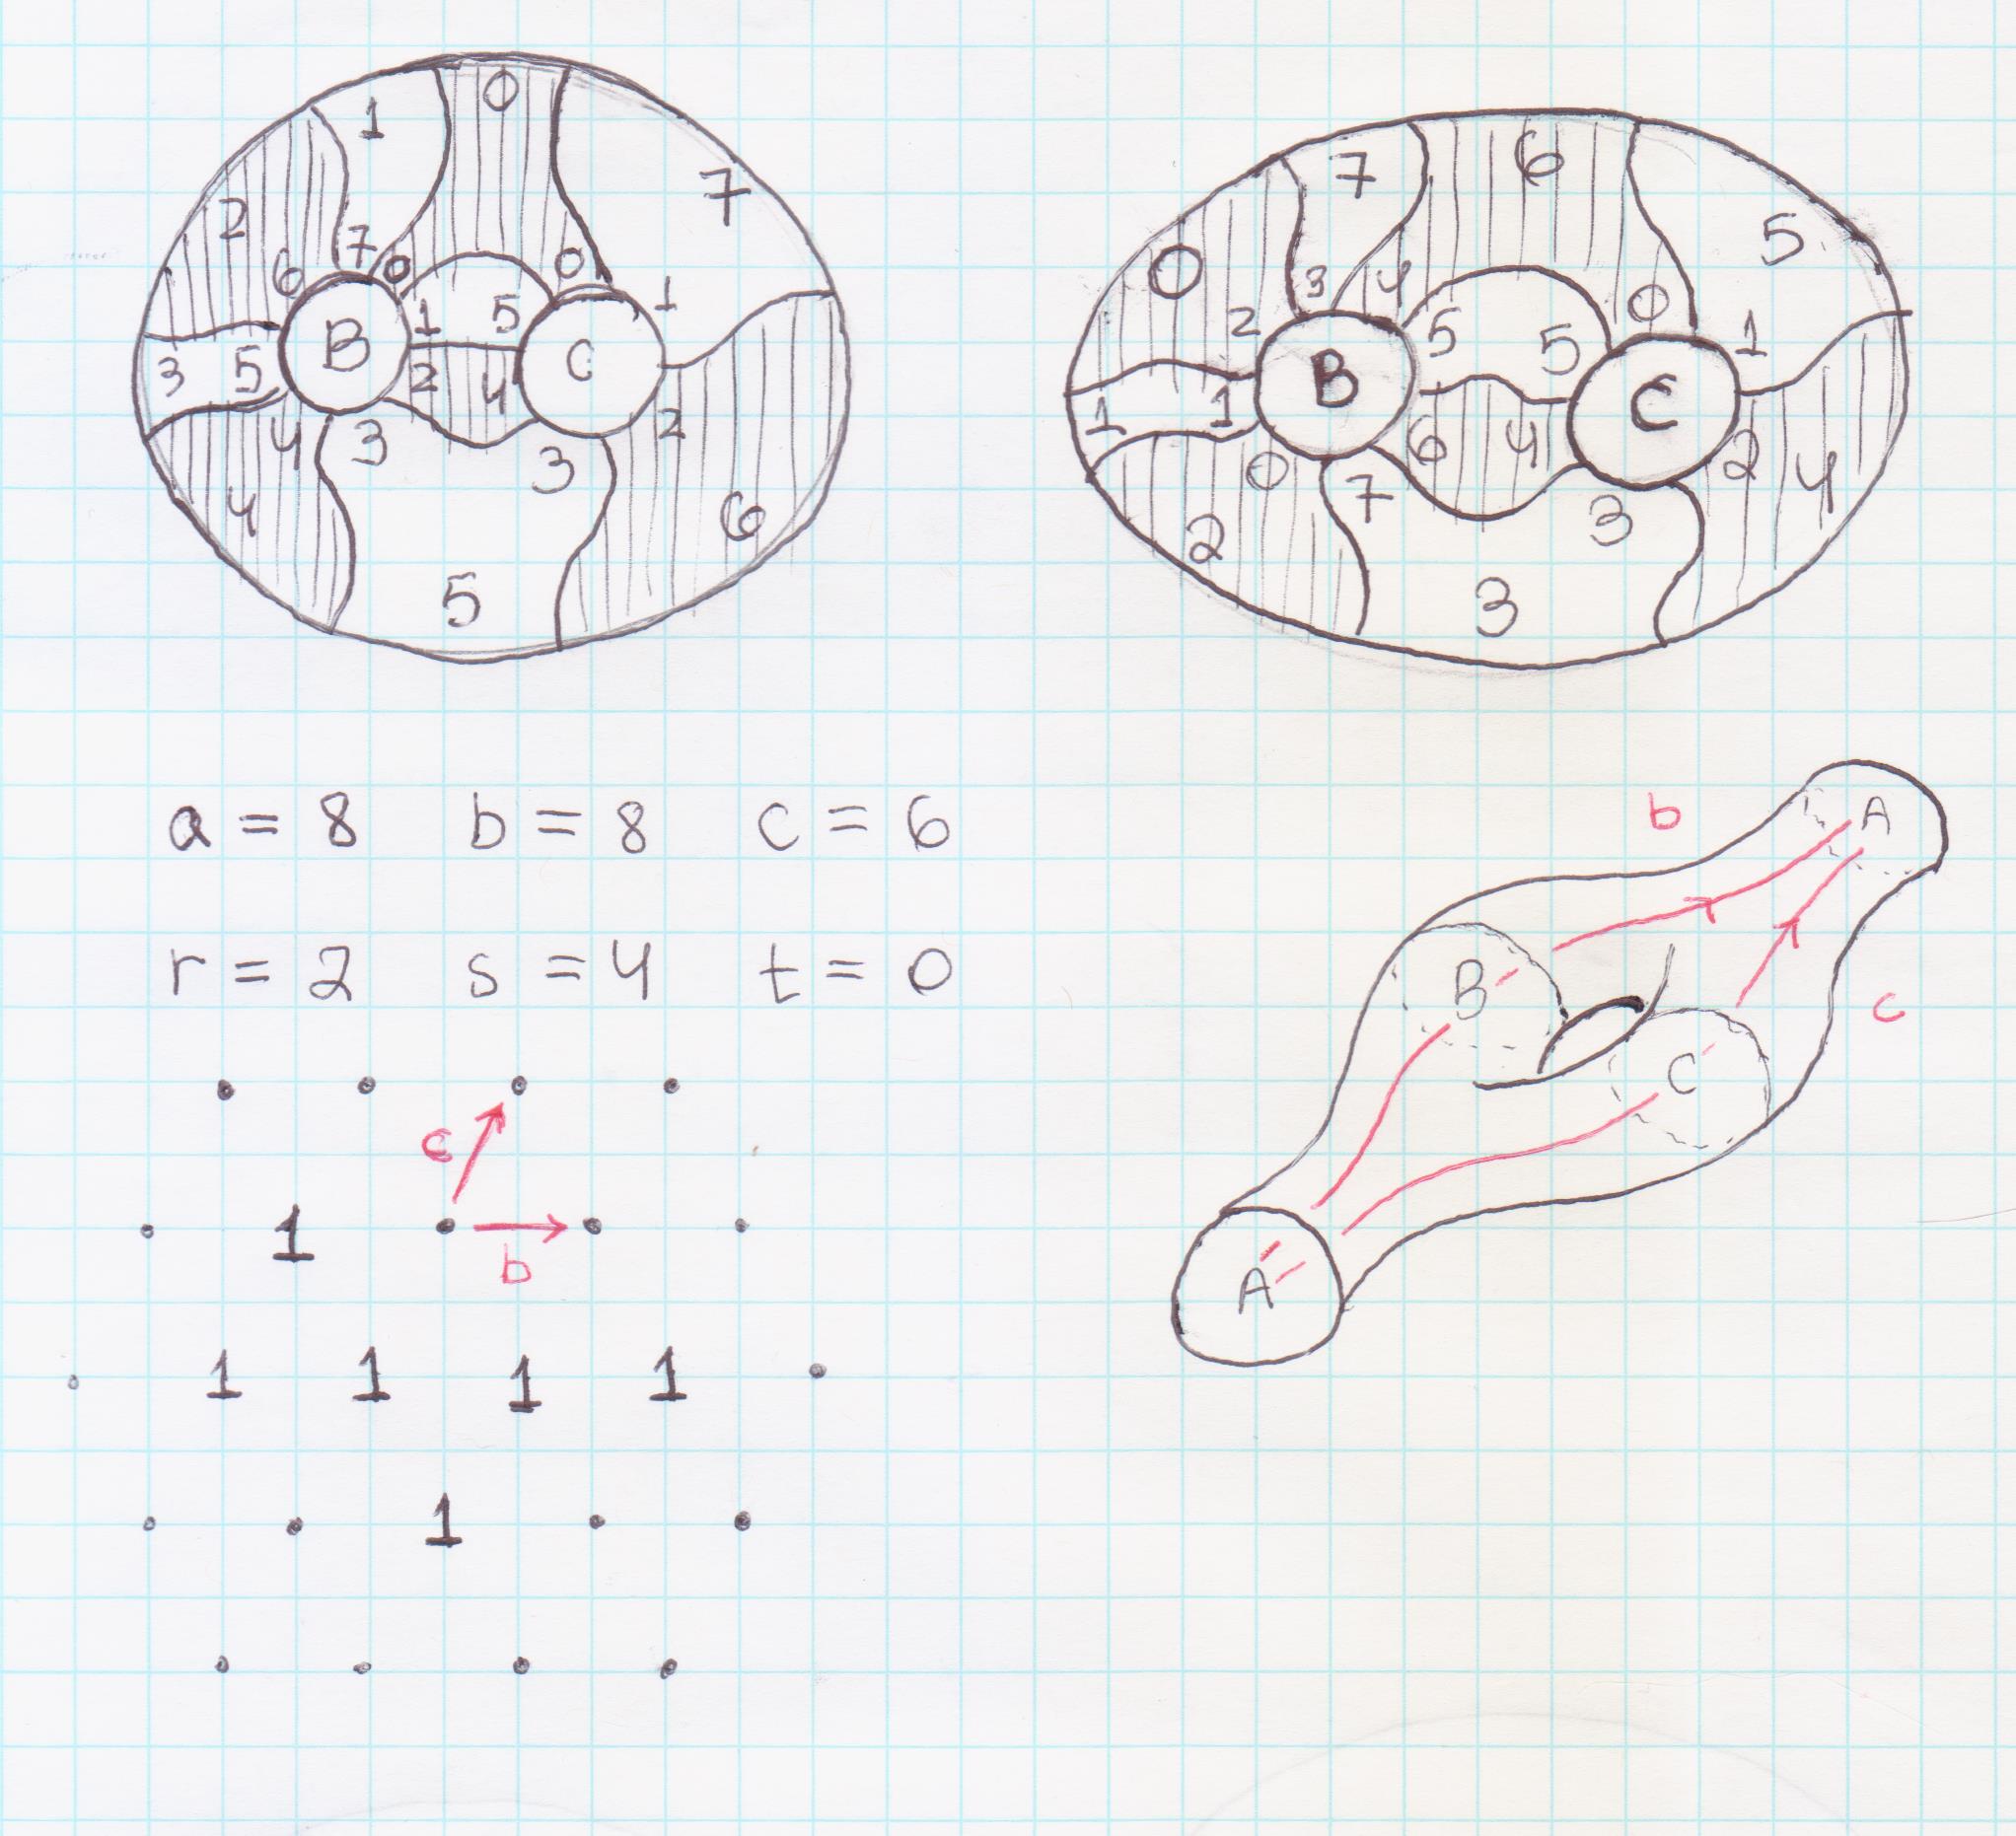 1 0
2 7
6 7 0 0 1
B 1 5 C
3 5 2 4
4 3 3 2
4 6
5
7 6
0 5
2 3 4 0 1
B 5 5 C
1 1 6 4 2 4
0 7 3
2 3
a = 8 b = 8 c = 6
r = 2 s = 4 t = 0
c
1 b
1 1 1 1
1
b A
B c
C
A